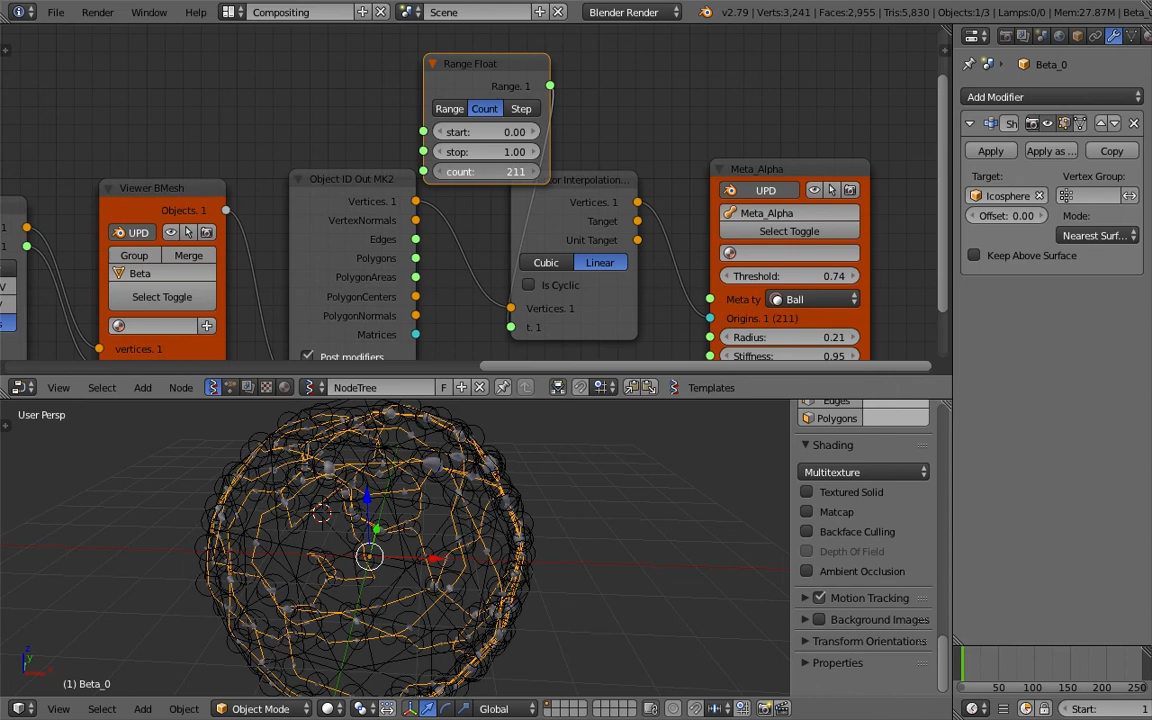 File Render Window Help Compositing Scene Blender Render v2.79 | Verts:3,241 | Faces:2,955 | Tris:5,830 | Objects:1/3 | Lamps:0/0 | Mem:27.87M | Beta_
Range Float
Range. 1
Range Count Step
start: 0.00
stop: 1.00
count: 211
Viewer BMesh
Objects. 1
UPD
Group Merge
Beta
Select Toggle
vertices. 1
Object ID Out MK2
Vertices. 1
VertexNormals
Edges
Polygons
PolygonAreas
PolygonCenters
PolygonNormals
Matrices
Post modifiers
or Interpolation...
Vertices. 1
Target
Unit Target
Cubic Linear
Is Cyclic
Vertices. 1
t. 1
Meta_Alpha
UPD
Meta_Alpha
Select Toggle
Threshold: 0.74
Meta ty Ball
Origins. 1 (211)
Radius: 0.21
Stiffness: 0.95
1
1
V
Beta_0
Add Modifier
Sh
Apply Apply as ... Copy
Target: Vertex Group:
Icosphere
Offset: 0.00 Mode:
Nearest Surf...
Keep Above Surface
View Select Add Node NodeTree F Templates
User Persp
(1) Beta_0
z
y
x
Edges
Polygons
Shading
Multitexture
Textured Solid
Matcap
Backface Culling
Depth Of Field
Ambient Occlusion
Motion Tracking
Background Images
Transform Orientations
Properties
50 100 150 200 250
View Select Add Object Object Mode Global
Start: 1